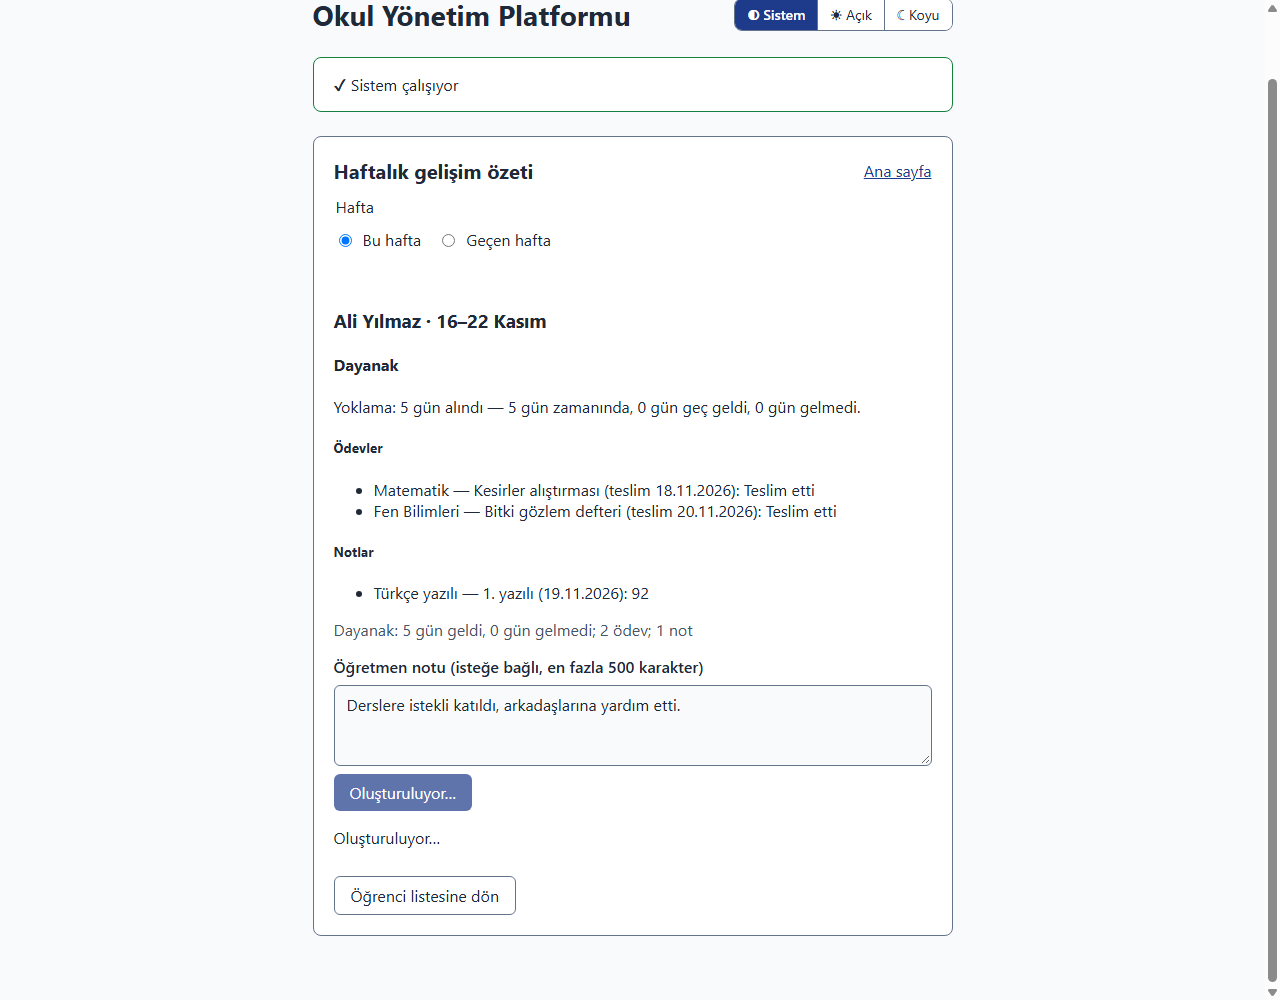 Okul Yönetim Platformu
Sistem
Açık
Koyu
Sistem çalışıyor
Haftalık gelişim özeti
Ana sayfa
Hafta
Bu hafta
Geçen hafta
Ali Yılmaz · 16–22 Kasım
Dayanak
Yoklama: 5 gün alındı — 5 gün zamanında, 0 gün geç geldi, 0 gün gelmedi.
Ödevler
Matematik — Kesirler alıştırması (teslim 18.11.2026): Teslim etti
Fen Bilimleri — Bitki gözlem defteri (teslim 20.11.2026): Teslim etti
Notlar
Türkçe yazılı — 1. yazılı (19.11.2026): 92
Dayanak: 5 gün geldi, 0 gün gelmedi; 2 ödev; 1 not
Öğretmen notu (isteğe bağlı, en fazla 500 karakter)
Derslere istekli katıldı, arkadaşlarına yardım etti.
Oluşturuluyor…
Oluşturuluyor…
Öğrenci listesine dön